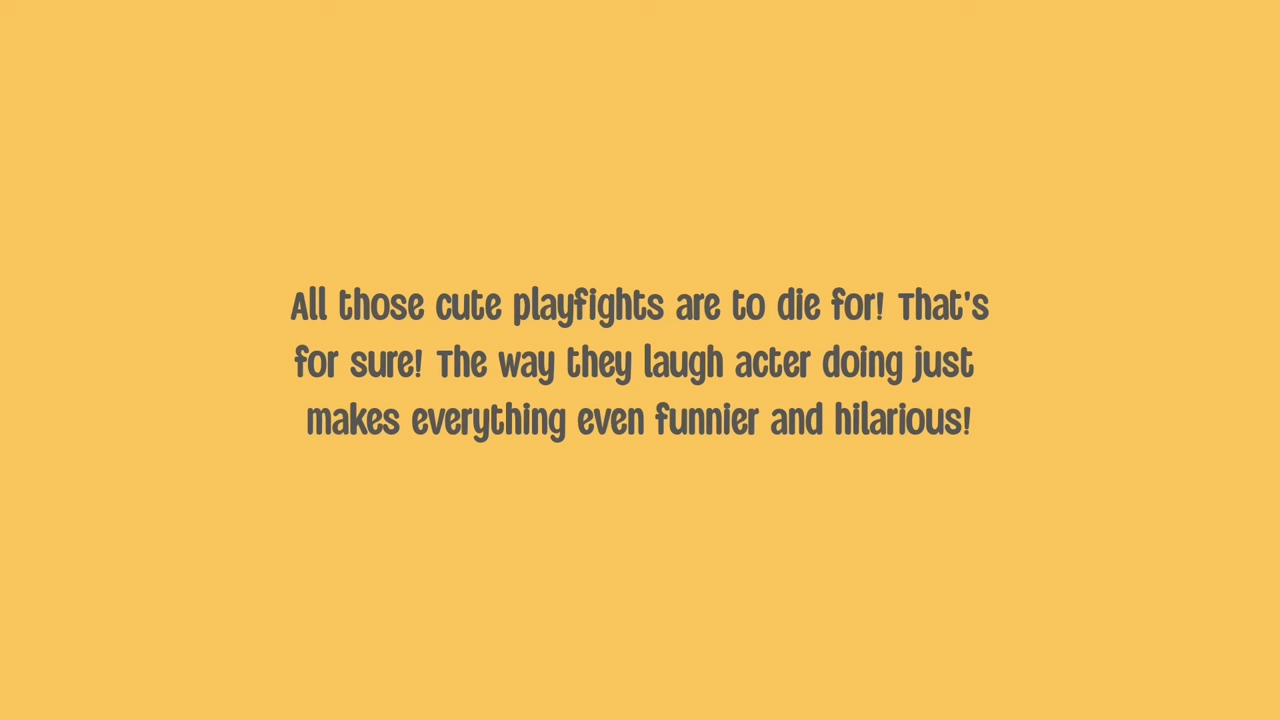 All those cute playfights are to die for! That's
for sure! The way they laugh acter doing just
makes everything even funnier and hilarious!